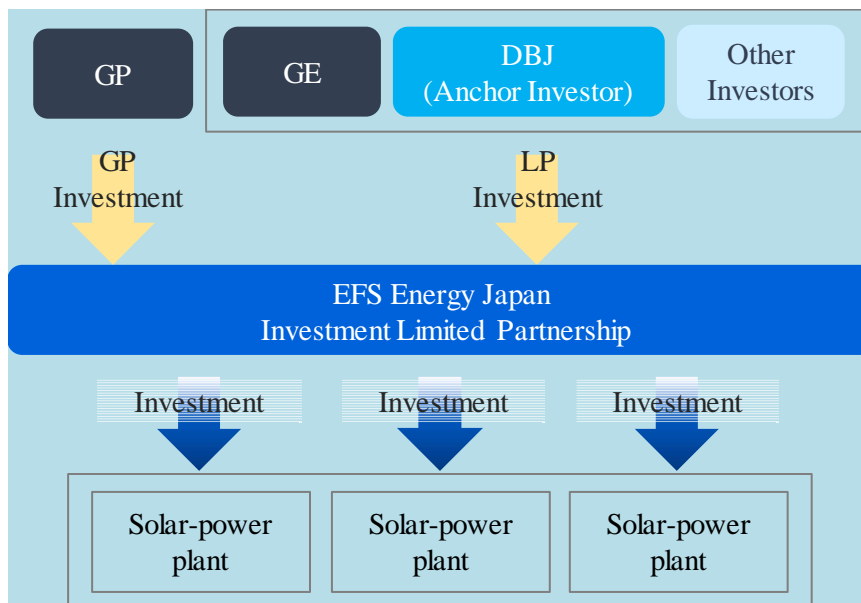 GP
GE
DBJ
(Anchor Investor)
Other
Investors
GP
Investment
LP
Investment
EFS Energy Japan
Investment Limited Partnership
Investment
Investment
Investment
Solar-power
plant
Solar-power
plant
Solar-power
plant